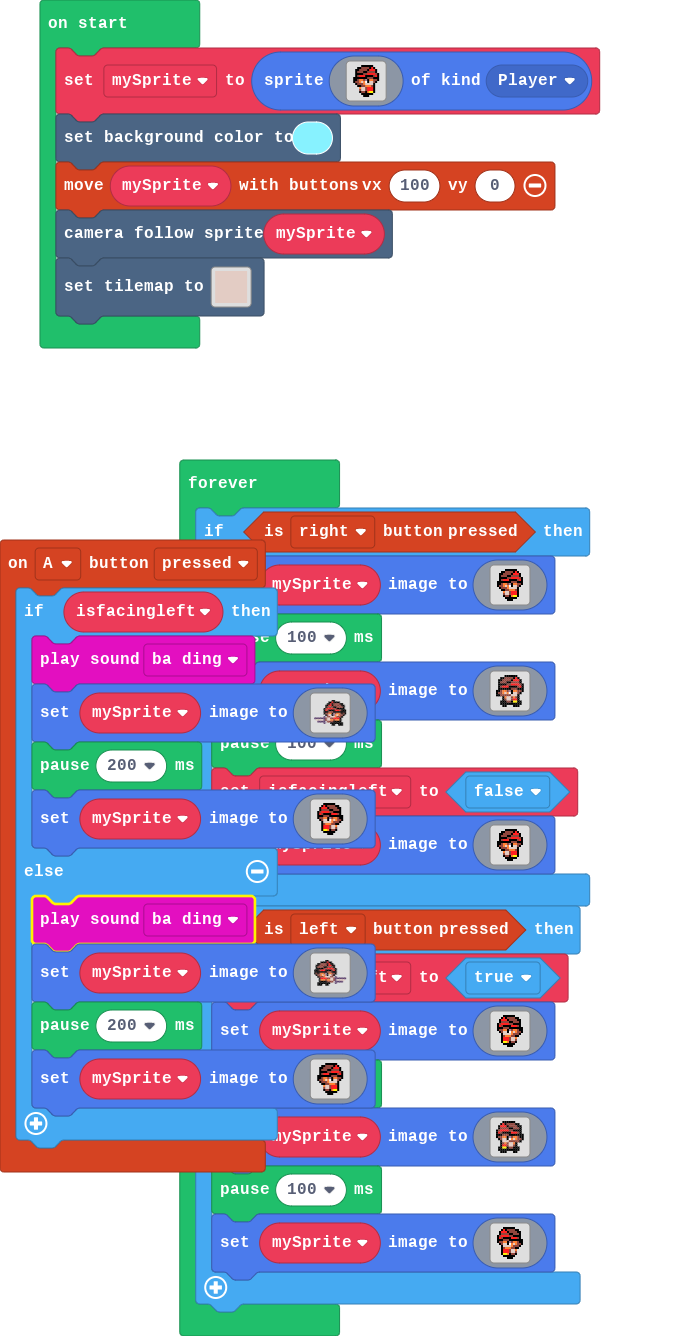 on start
set mySprite to sprite of kind Player
set background color to
move mySprite with buttons vx 100 vy 0
camera follow sprite mySprite
set tilemap to
forever
if is right button pressed then
mySprite image to
100 ms
image to
pause 100 ms
set isfacingleft to false
mySprite image to
is left button pressed then
to true
set mySprite image to
mySprite image to
pause 100 ms
set mySprite image to
on A button pressed
if isfacingleft then
play sound ba ding
set mySprite image to
pause 200 ms
set mySprite image to
else
play sound ba ding
set mySprite image to
pause 200 ms
set mySprite image to